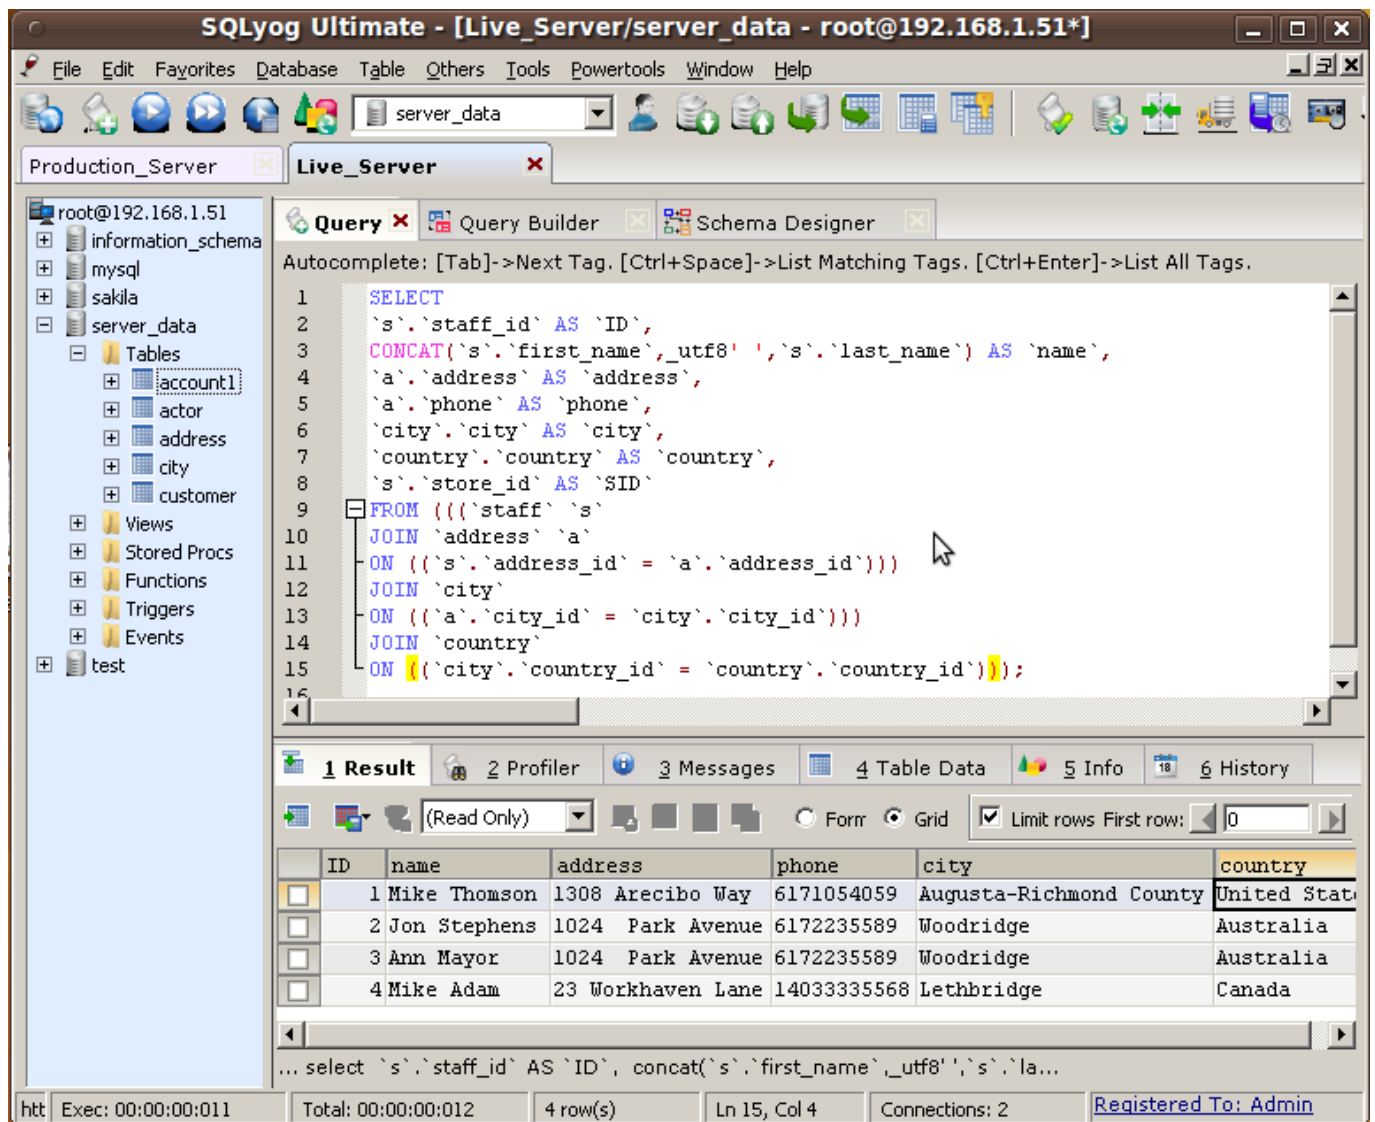 SQLyog Ultimate - [Live_Server/server_data - root@192.168.1.51*]
File Edit Favorites Database Table Others Tools Powertools Window Help
server_data
Production_Server Live_Server
root@192.168.1.51
information_schema
mysql
sakila
server_data
Tables
account1
actor
address
city
customer
Views
Stored Procs
Functions
Triggers
Events
test
Query Query Builder Schema Designer
Autocomplete: [Tab]->Next Tag. [Ctrl+Space]->List Matching Tags. [Ctrl+Enter]->List All Tags.
1 SELECT
2 `s`.`staff_id` AS `ID`,
3 CONCAT(`s`.`first_name`,_utf8' ',`s`.`last_name`) AS `name`,
4 `a`.`address` AS `address`,
5 `a`.`phone` AS `phone`,
6 `city`.`city` AS `city`,
7 `country`.`country` AS `country`,
8 `s`.`store_id` AS `SID`
9 FROM (((`staff` `s`
10 JOIN `address` `a`
11 ON ((`s`.`address_id` = `a`.`address_id`)))
12 JOIN `city`
13 ON ((`a`.`city_id` = `city`.`city_id`)))
14 JOIN `country`
15 ON ((`city`.`country_id` = `country`.`country_id`)));
16
1 Result 2 Profiler 3 Messages 4 Table Data 18 5 Info 6 History
(Read Only) Form Grid Limit rows First row: 0
ID name address phone city country
1 Mike Thomson 1308 Arecibo Way 6171054059 Augusta-Richmond County United State
2 Jon Stephens 1024 Park Avenue 6172235589 Woodridge Australia
3 Ann Mayor 1024 Park Avenue 6172235589 Woodridge Australia
4 Mike Adam 23 Workhaven Lane 14033335568 Lethbridge Canada
... select `s`.`staff_id` AS `ID`, concat(`s`.`first_name`,_utf8' ',`s`.`la...
htt Exec: 00:00:00:011 Total: 00:00:00:012 4 row(s) Ln 15, Col 4 Connections: 2 Registered To: Admin